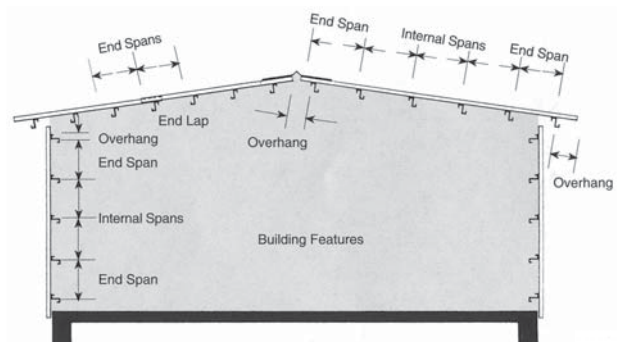 End Span
End Spans
Internal Spans
End Span
End Lap
Overhang
Overhang
End Span
Overhang
Internal Spans
Building Features
End Span